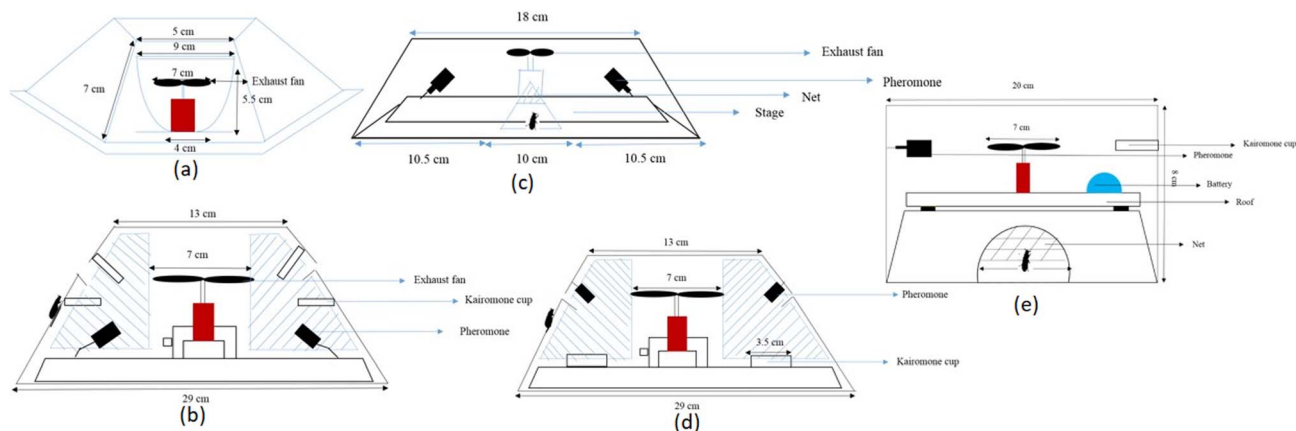 5 cm
9 cm
7 cm
Exhaust fan
7 cm
5.5 cm
4 cm
(a)
18 cm
Exhaust fan
Pheromone
Net
Stage
10.5 cm
10 cm
10.5 cm
(c)
20 cm
7 cm
Kairomone cup
Pheromone
8 cm
Battery
Roof
Net
(e)
13 cm
7 cm
Exhaust fan
Kairomone cup
Pheromone
29 cm
(b)
13 cm
7 cm
Pheromone
3.5 cm
Kairomone cup
29 cm
(d)